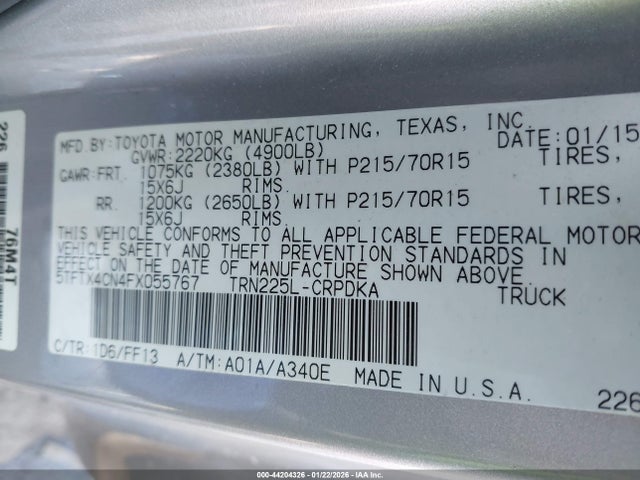 MFD.BY:TOYOTA MOTOR MANUFACTURING, TEXAS, INC. DATE:01/15
GVWR:2220KG (4900LB)
GAWR:FRT. 1075KG (2380LB) WITH P215/70R15 TIRES,
15X6J RIMS.
RR. 1200KG (2650LB) WITH P215/70R15 TIRES,
15X6J RIMS.
THIS VEHICLE CONFORMS TO ALL APPLICABLE FEDERAL MOTOR
VEHICLE SAFETY AND THEFT PREVENTION STANDARDS IN
EFFECT ON THE DATE OF MANUFACTURE SHOWN ABOVE.
5TFTX4CN4FX055767 TRN225L-CRPDKA TRUCK
C/TR:1D6/FF13 A/TM:A01A/A340E MADE IN U.S.A.
226
226
76M4T
000-44204326 | 01/22/2026 | IAA Inc.